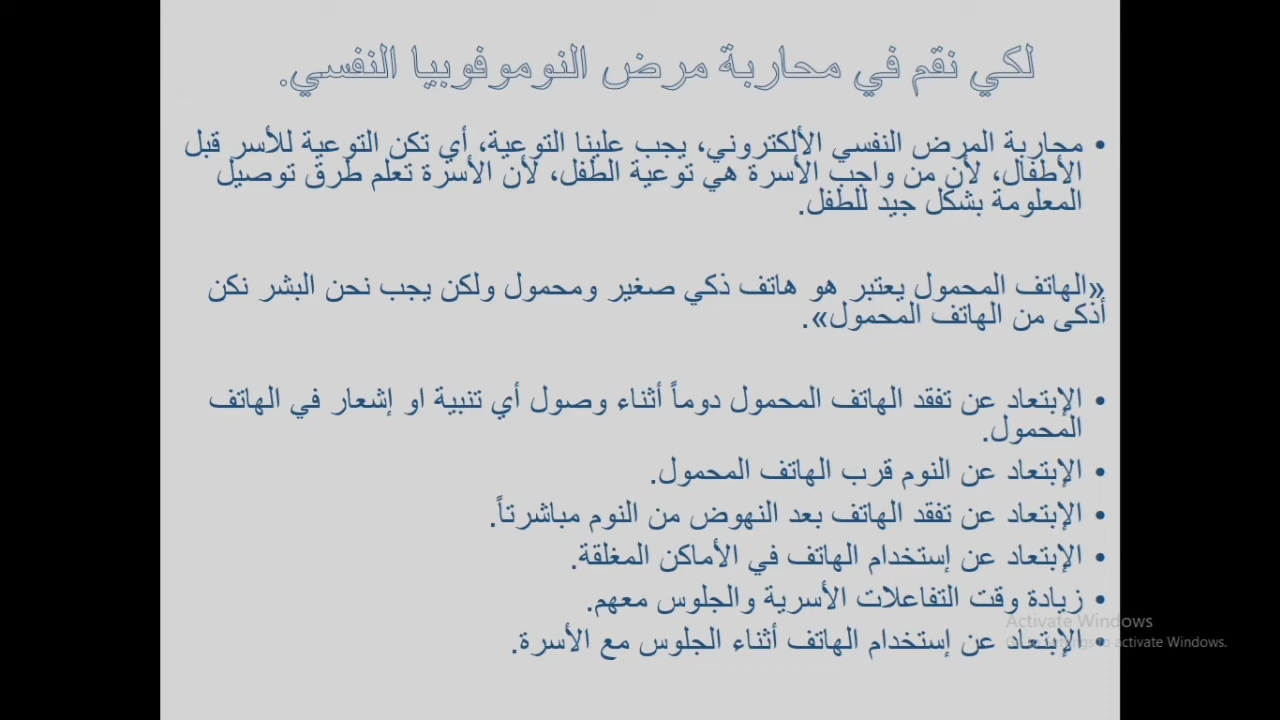 لكي نقم في محاربة مرض النوموفوبيا النفسي.
• محاربة المرض النفسي الألكتروني، يجب علينا التوعية، أي تكن التوعية للأسر قبل
الأطفال، لأن من واجب الأسرة هي توعية الطفل، لأن الأسرة تعلم طرق توصيل
المعلومة بشكل جيد للطفل.
«الهاتف المحمول يعتبر هو هاتف ذكي صغير ومحمول ولكن يجب نحن البشر نكن
أذكى من الهاتف المحمول».
• الإبتعاد عن تفقد الهاتف المحمول دوماً أثناء وصول أي تنبية او إشعار في الهاتف
المحمول.
• الإبتعاد عن النوم قرب الهاتف المحمول.
• الإبتعاد عن تفقد الهاتف بعد النهوض من النوم مباشرتاً.
• الإبتعاد عن إستخدام الهاتف في الأماكن المغلقة.
• زيادة وقت التفاعلات الأسرية والجلوس معهم.
• الإبتعاد عن إستخدام الهاتف أثناء الجلوس مع الأسرة.
Activate Windows
Go to Settings to activate Windows.